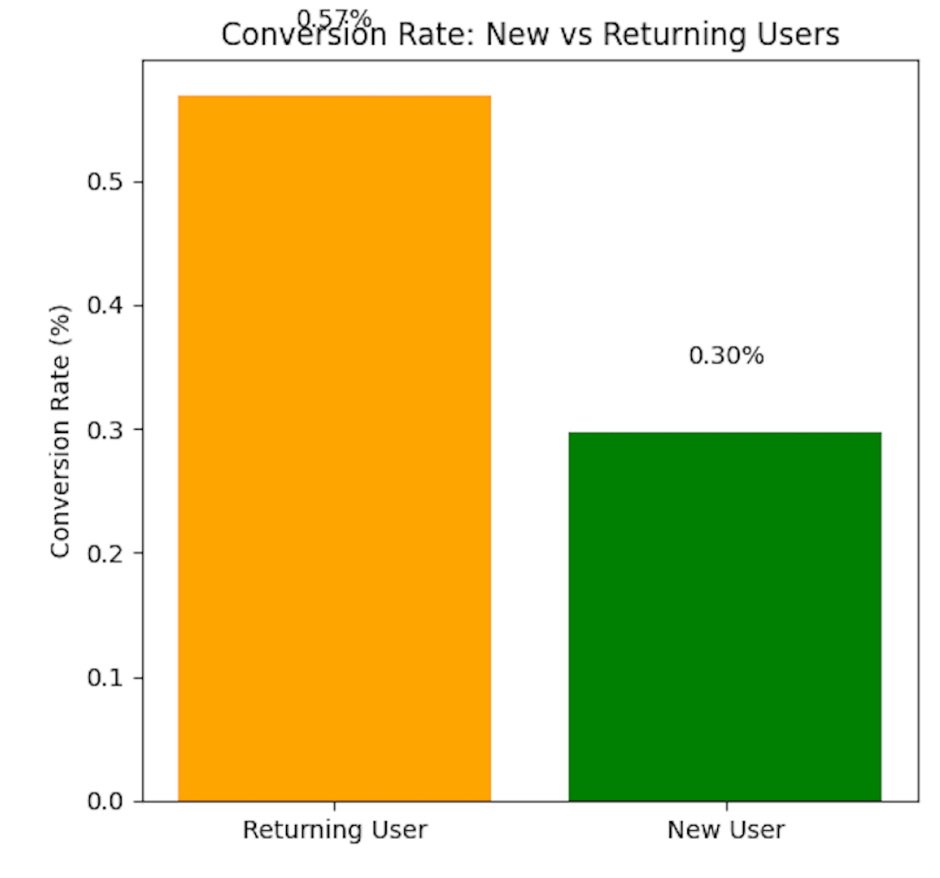 0.57%
Conversion Rate: New vs Returning Users
0.5
0.4
0.30%
0.3
0.2
0.1
0.0
Conversion Rate (%)
Returning User
New User